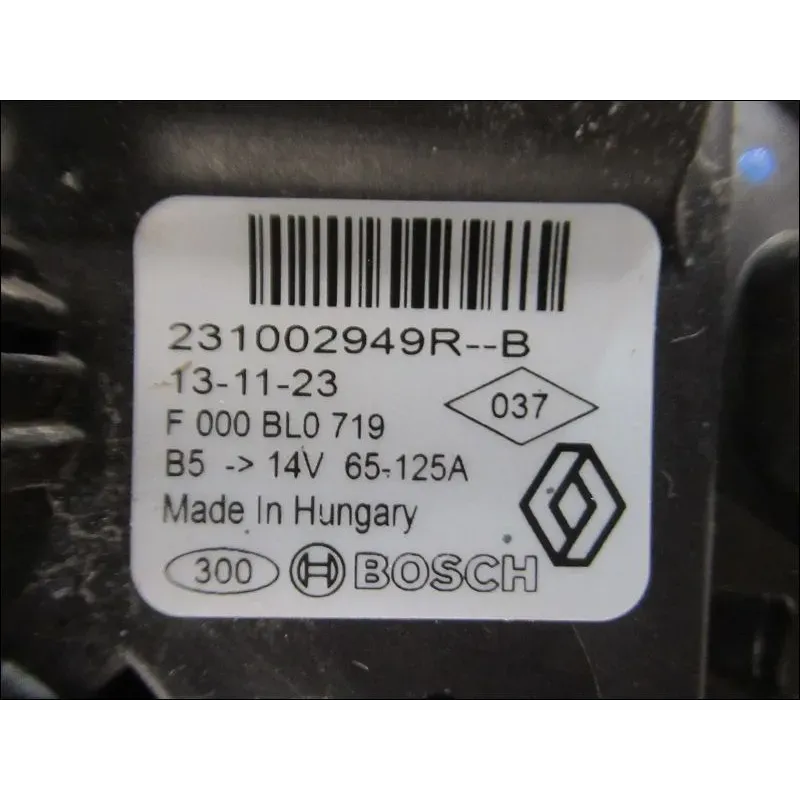 231002949R--B
13-11-23
037
F 000 BL0 719
B5 -> 14V 65-125A
Made In Hungary
300 BOSCH